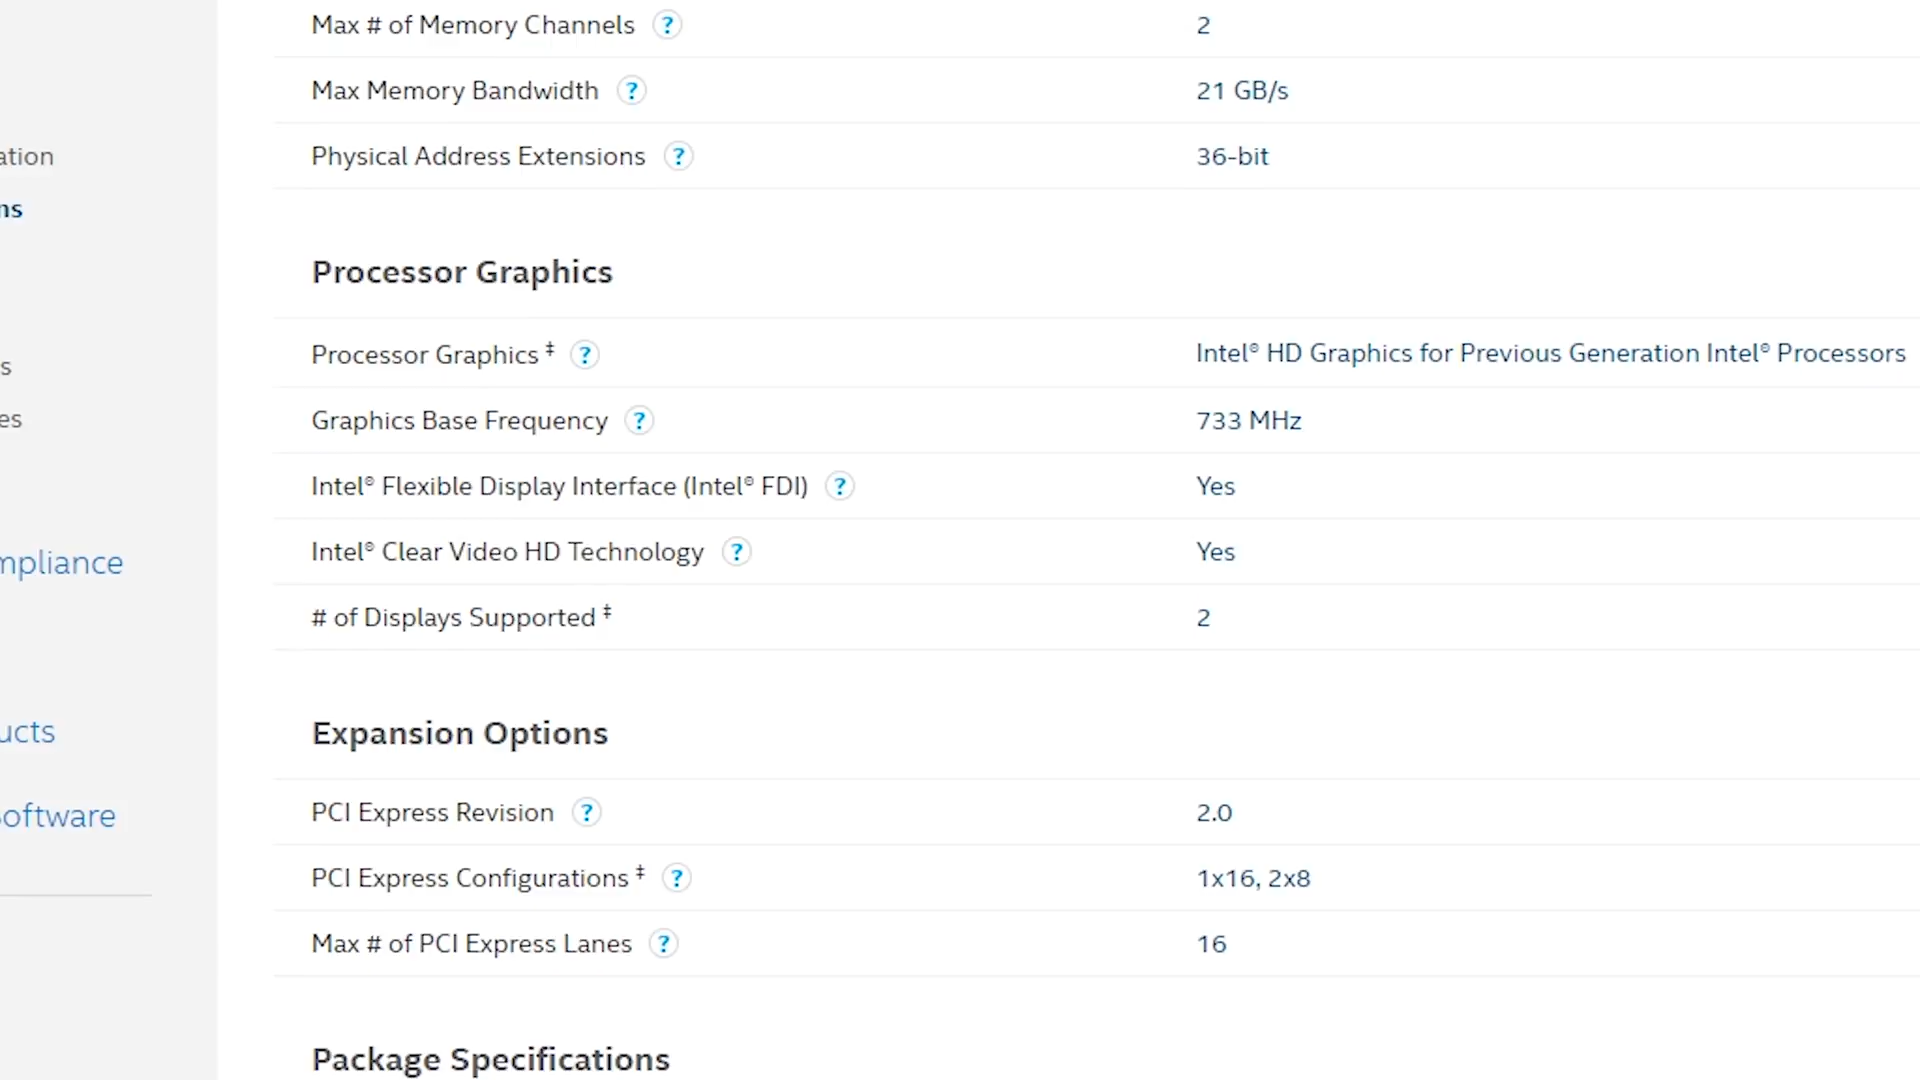 Max # of Memory Channels ? 2
Max Memory Bandwidth ? 21 GB/s
Physical Address Extensions ? 36-bit
ation
ns
Processor Graphics
s
Processor Graphics ‡ ? Intel® HD Graphics for Previous Generation Intel® Processors
es
Graphics Base Frequency ? 733 MHz
Intel® Flexible Display Interface (Intel® FDI) ? Yes
mpliance
Intel® Clear Video HD Technology ? Yes
# of Displays Supported ‡ 2
ucts
Expansion Options
oftware
PCI Express Revision ? 2.0
PCI Express Configurations ‡ ? 1x16, 2x8
Max # of PCI Express Lanes ? 16
Package Specifications